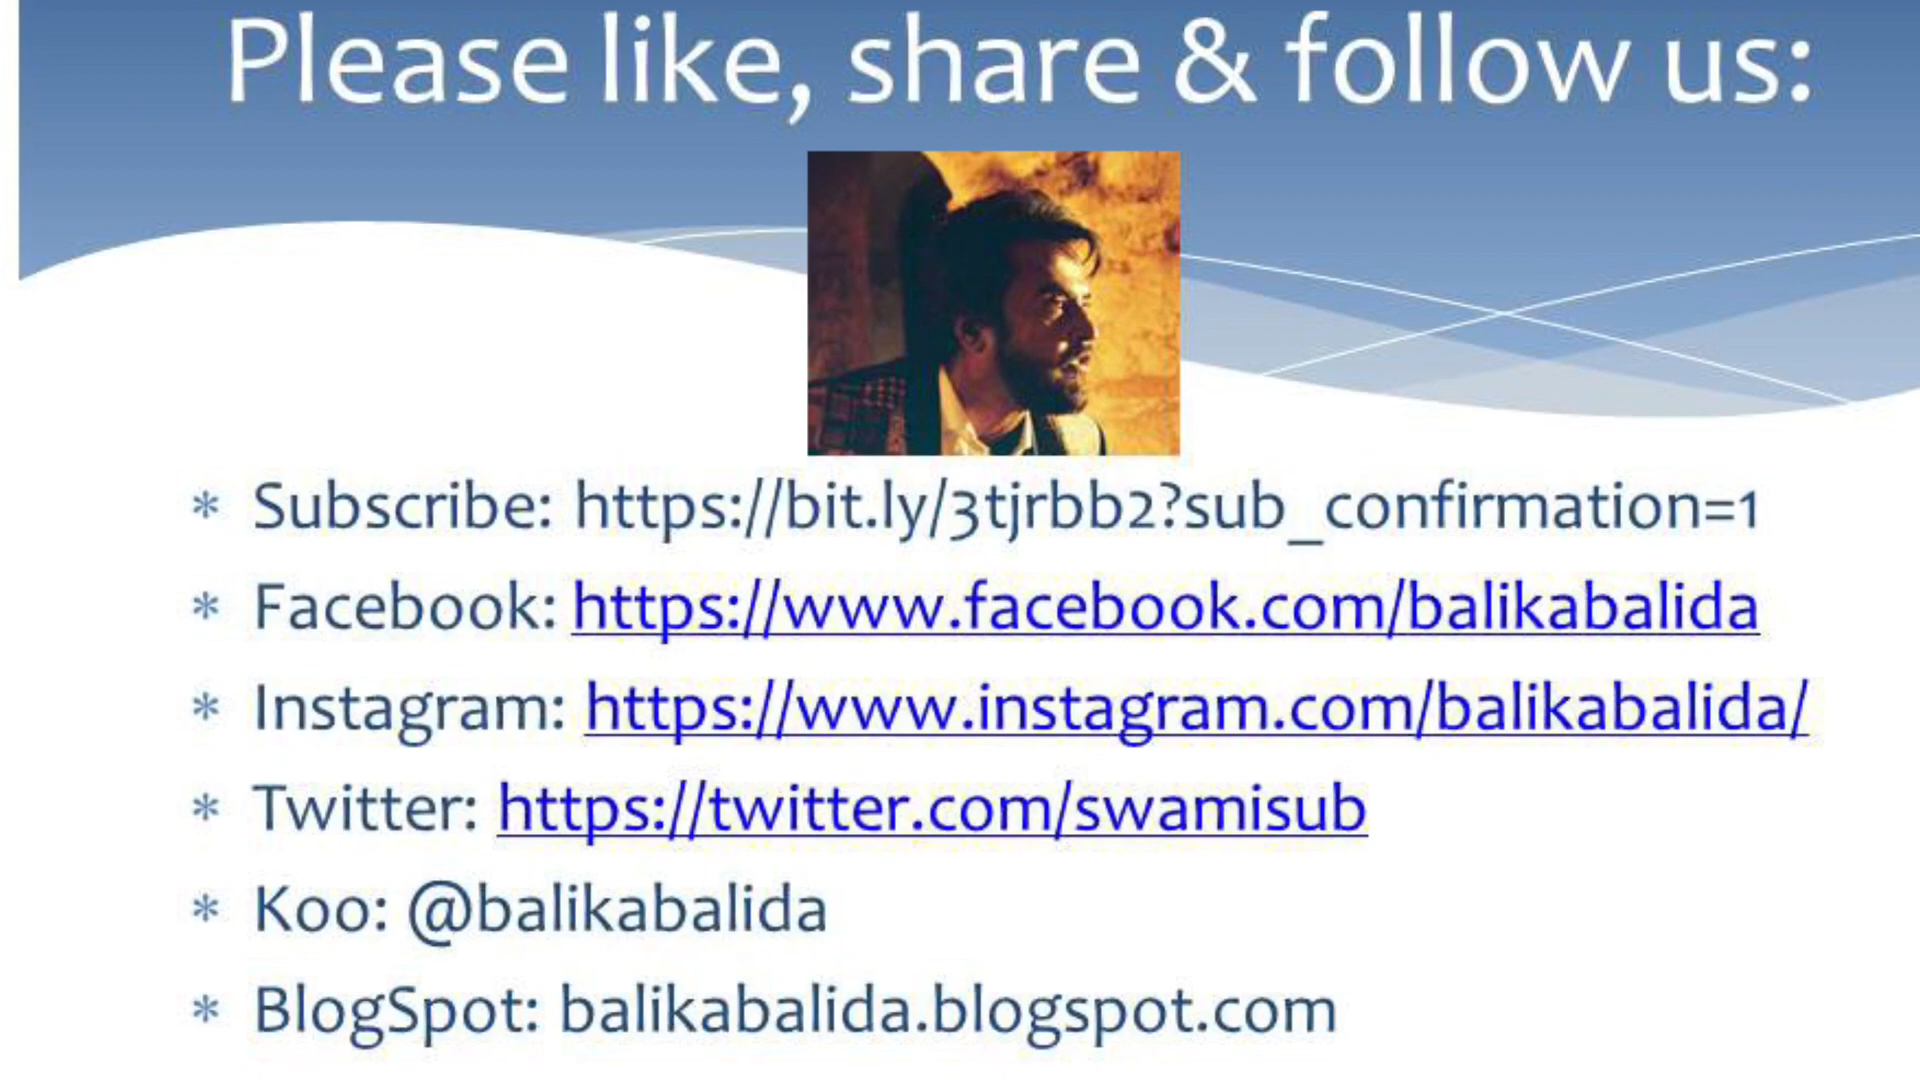 Please like, share & follow us:
* Subscribe: https://bit.ly/3tjrbb2?sub_confirmation=1
* Facebook: https://www.facebook.com/balikabalida
* Instagram: https://www.instagram.com/balikabalida/
* Twitter: https://twitter.com/swamisub
* Koo: @balikabalida
* BlogSpot: balikabalida.blogspot.com